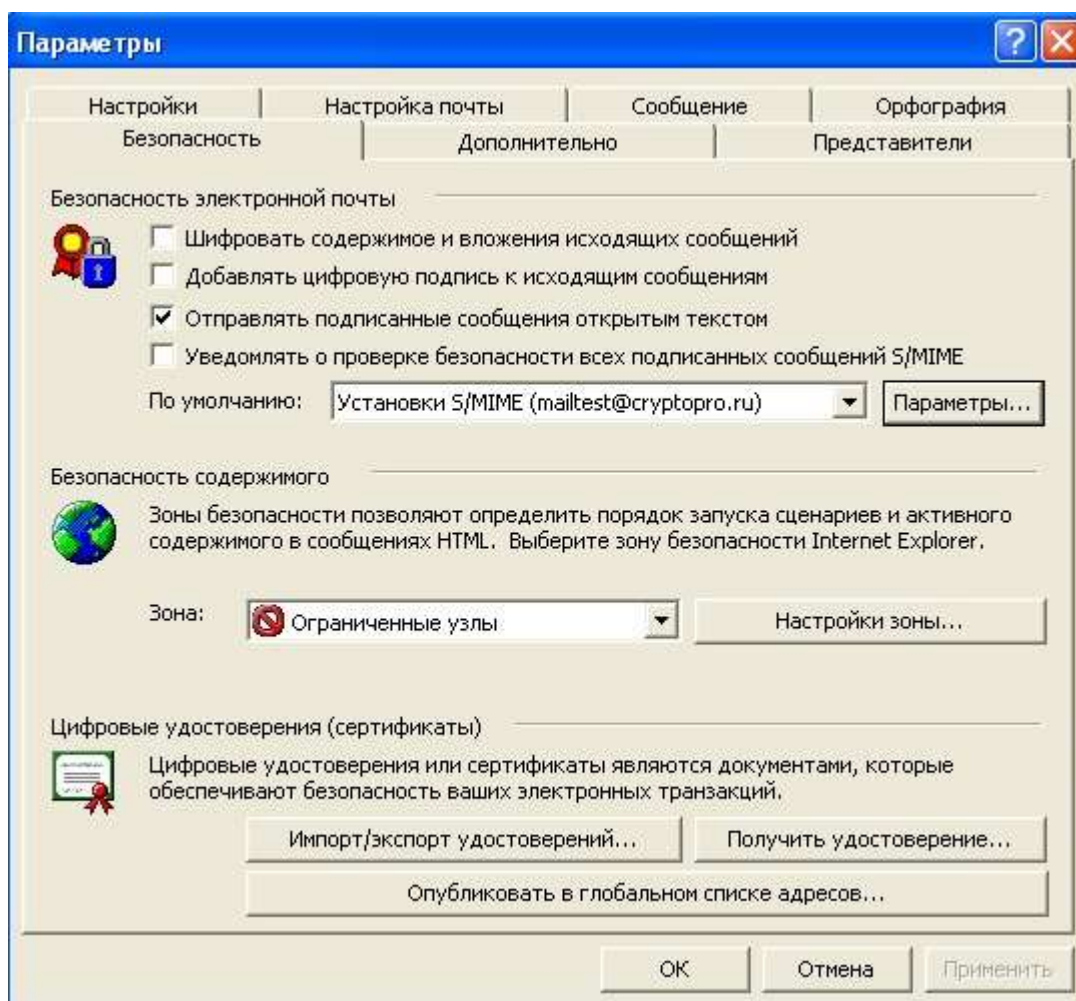 Параметры
Настройки
Настройка почты
Сообщение
Орфография
Безопасность
Дополнительно
Представители
Безопасность электронной почты
Шифровать содержимое и вложения исходящих сообщений
Добавлять цифровую подпись к исходящим сообщениям
Отправлять подписанные сообщения открытым текстом
Уведомлять о проверке безопасности всех подписанных сообщений S/MIME
По умолчанию: Установки S/MIME (mailtest@cryptopro.ru) Параметры...
Безопасность содержимого
Зоны безопасности позволяют определить порядок запуска сценариев и активного
содержимого в сообщениях HTML. Выберите зону безопасности Internet Explorer.
Зона: Ограниченные узлы Настройки зоны...
Цифровые удостоверения (сертификаты)
Цифровые удостоверения или сертификаты являются документами, которые
обеспечивают безопасность ваших электронных транзакций.
Импорт/экспорт удостоверений... Получить удостоверение...
Опубликовать в глобальном списке адресов...
ОК Отмена Применить